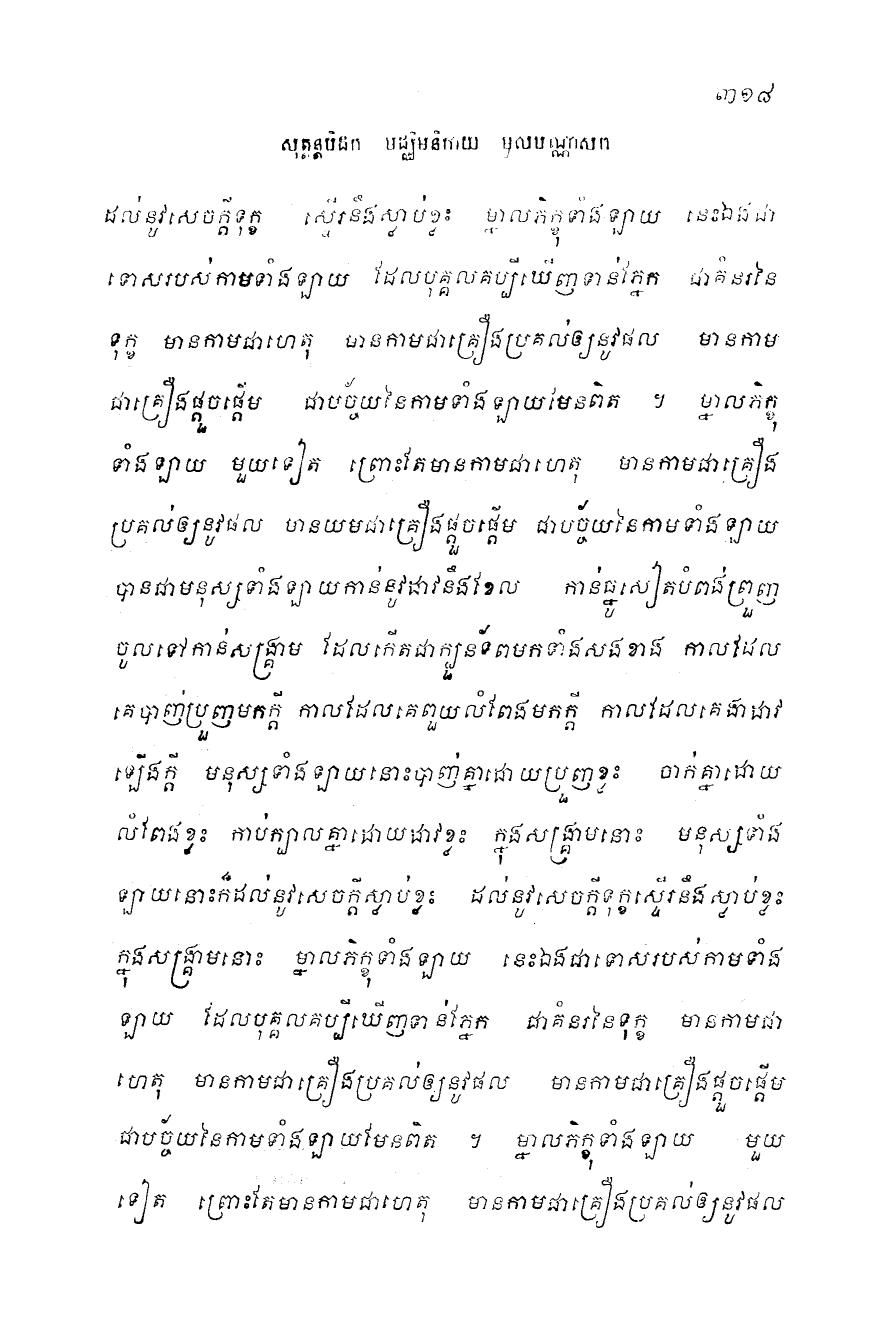 ៣១៨
សុត្តន្តបិដក មជ្ឈិមនិកាយ មូលបណ្ណាសក
ដល់នូវសេចក្ដីទុក្ខ ស្ទើរនឹងស្លាប់ខ្លះ ម្នាលភិក្ខុទាំងឡាយ នេះឯងជា
ទោសរបស់កាមទាំងឡាយ ដែលបុគ្គលគប្បីឃើញទាន់ភ្នែក ជាគំនរនៃ
ទុក្ខ មានកាមជាហេតុ មានកាមជាគ្រឿងប្រគល់ឲ្យនូវផល មានកាម
ជាគ្រឿងផ្ដួចផ្ដើម ជាបច្ច័យនៃកាមទាំងឡាយមែនពិត ។ ម្នាលភិក្ខុ
ទាំងឡាយ មួយទៀត ព្រោះតែមានកាមជាហេតុ មានកាមជាគ្រឿង
ប្រគល់ឲ្យនូវផល មានយមជាគ្រឿងផ្ដួចផ្ដើម ជាបច្ច័យនៃកាមទាំងឡាយ
បានជាមនុស្សទាំងឡាយកាន់នូវដាវនឹងខែល កាន់ធ្នូសៀតបំពង់ព្រួញ
ចូលទៅកាន់សង្គ្រាម ដែលកើតជាក្បួនទ័ពមកទាំងសងខាង កាលដែល
គេបាញ់ប្រួញមកក្ដី កាលដែលគេពួយលំពែងមកក្ដី កាលដែលគេងាដាវ
ឡើងក្ដី មនុស្សទាំងឡាយនោះបាញ់គ្នាដោយប្រួញខ្លះ ចាក់គ្នាដោយ
លំពែងខ្លះ កាប់ក្បាលគ្នាដោយដាវខ្លះ ក្នុងសង្គ្រាមនោះ មនុស្សទាំង
ឡាយនោះក៏ដល់នូវសេចក្ដីស្លាប់ខ្លះ ដល់នូវសេចក្ដីទុក្ខស្ទើរនឹងស្លាប់ខ្លះ
ក្នុងសង្គ្រាមនោះ ម្នាលភិក្ខុទាំងឡាយ នេះឯងជាទោសរបស់កាមទាំង
ឡាយ ដែលបុគ្គលគប្បីឃើញទាន់ភ្នែក ជាគំនរនៃទុក្ខ មានកាមជា
ហេតុ មានកាមជាគ្រឿងប្រគល់ឲ្យនូវផល មានកាមជាគ្រឿងផ្ដួចផ្ដើម
ជាបច្ច័យនៃកាមទាំងឡាយមែនពិត ។ ម្នាលភិក្ខុទាំងឡាយ មួយ
ទៀត ព្រោះតែមានកាមជាហេតុ មានកាមជាគ្រឿងប្រគល់ឲ្យនូវផល